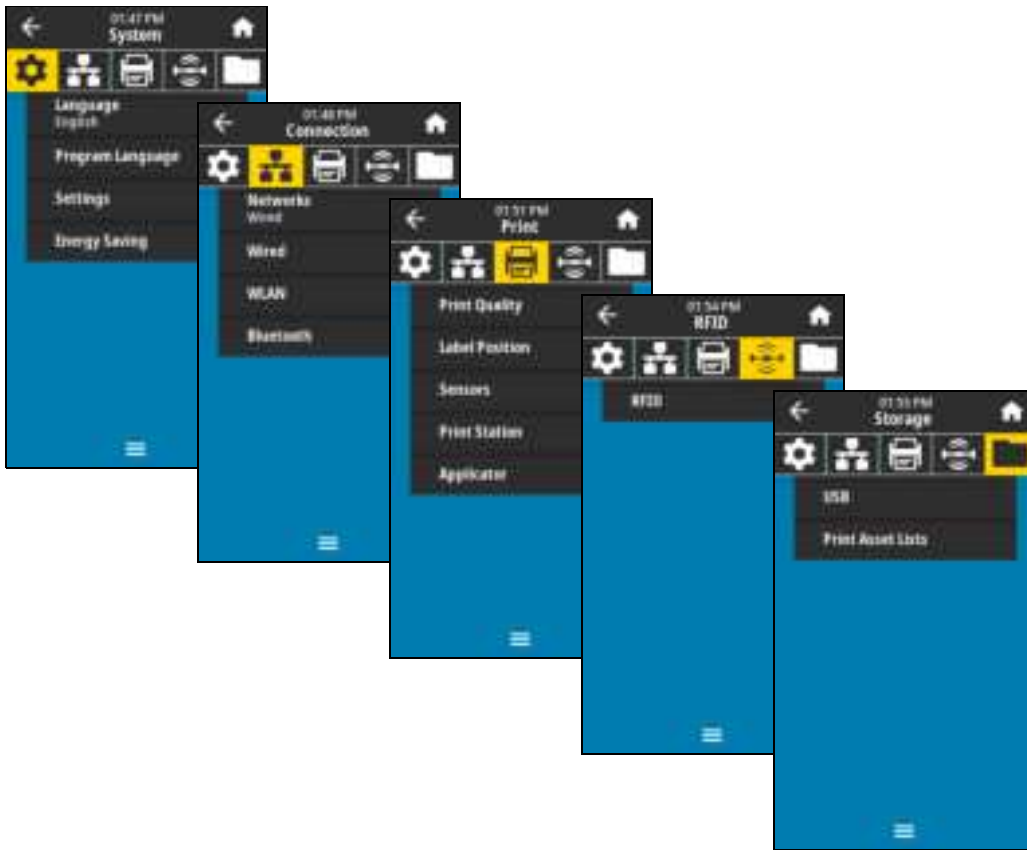 01:47 PM
System
Language
English
Program Language
Settings
Energy Saving
01:48 PM
Connection
Networks
Wired
Wired
WLAN
Bluetooth
01:51 PM
Print
Print Quality
Label Position
Sensors
Print Station
Applicator
01:54 PM
RFID
RFID
01:55 PM
Storage
USB
Print Asset Lists